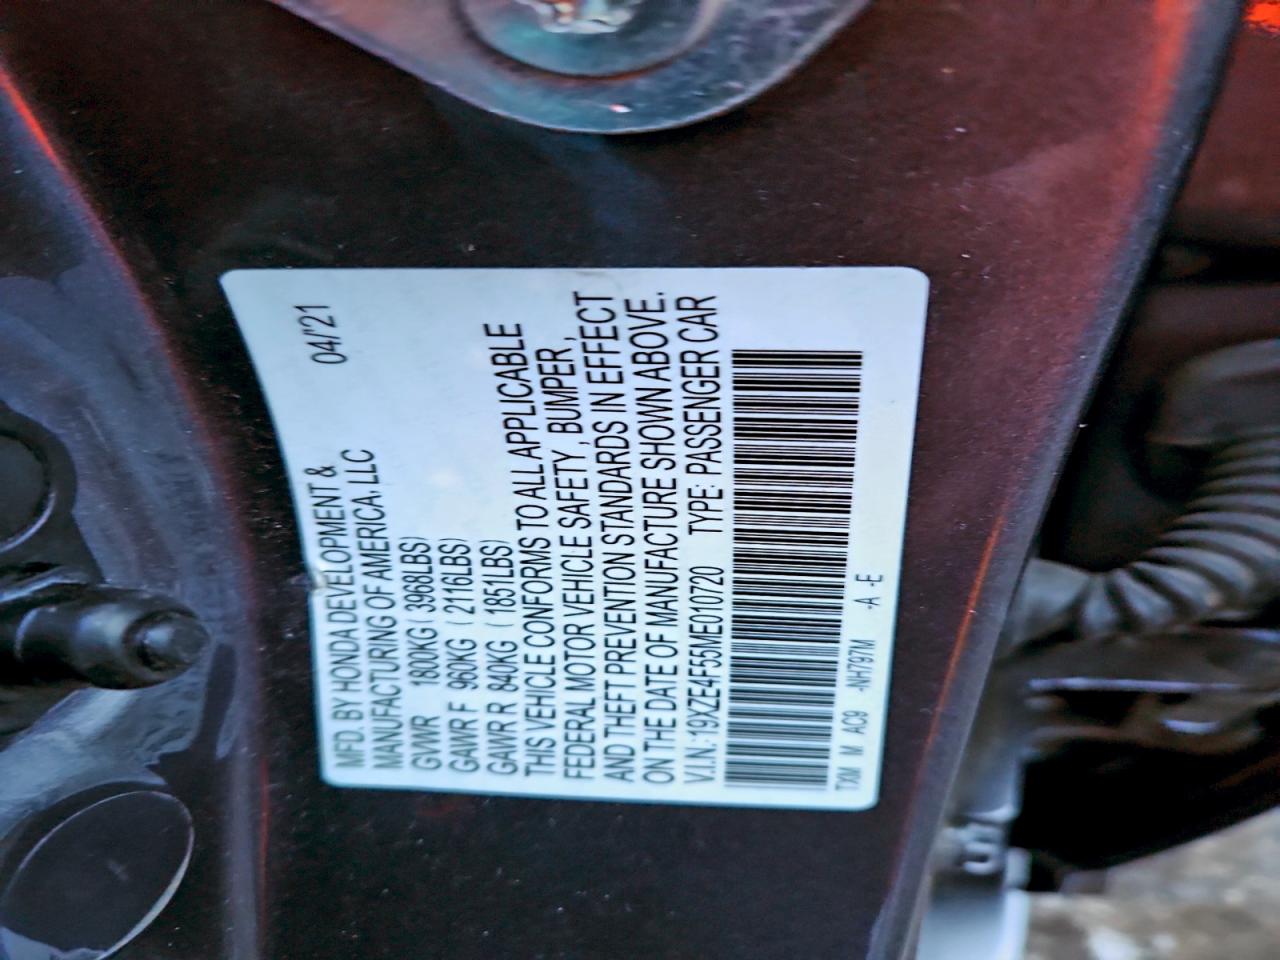 MFD. BY HONDA DEVELOPMENT & 04/'21
MANUFACTURING OF AMERICA, LLC
GVWR 1800KG (3968LBS)
GAWR F 960KG (2116LBS)
GAWR R 840KG (1851LBS)
THIS VEHICLE CONFORMS TO ALL APPLICABLE
FEDERAL MOTOR VEHICLE SAFETY, BUMPER,
AND THEFT PREVENTION STANDARDS IN EFFECT
ON THE DATE OF MANUFACTURE SHOWN ABOVE.
V.I.N.: 19XZE4F55ME010720 TYPE: PASSENGER CAR
TXM M AC9 -NH797M -A -E